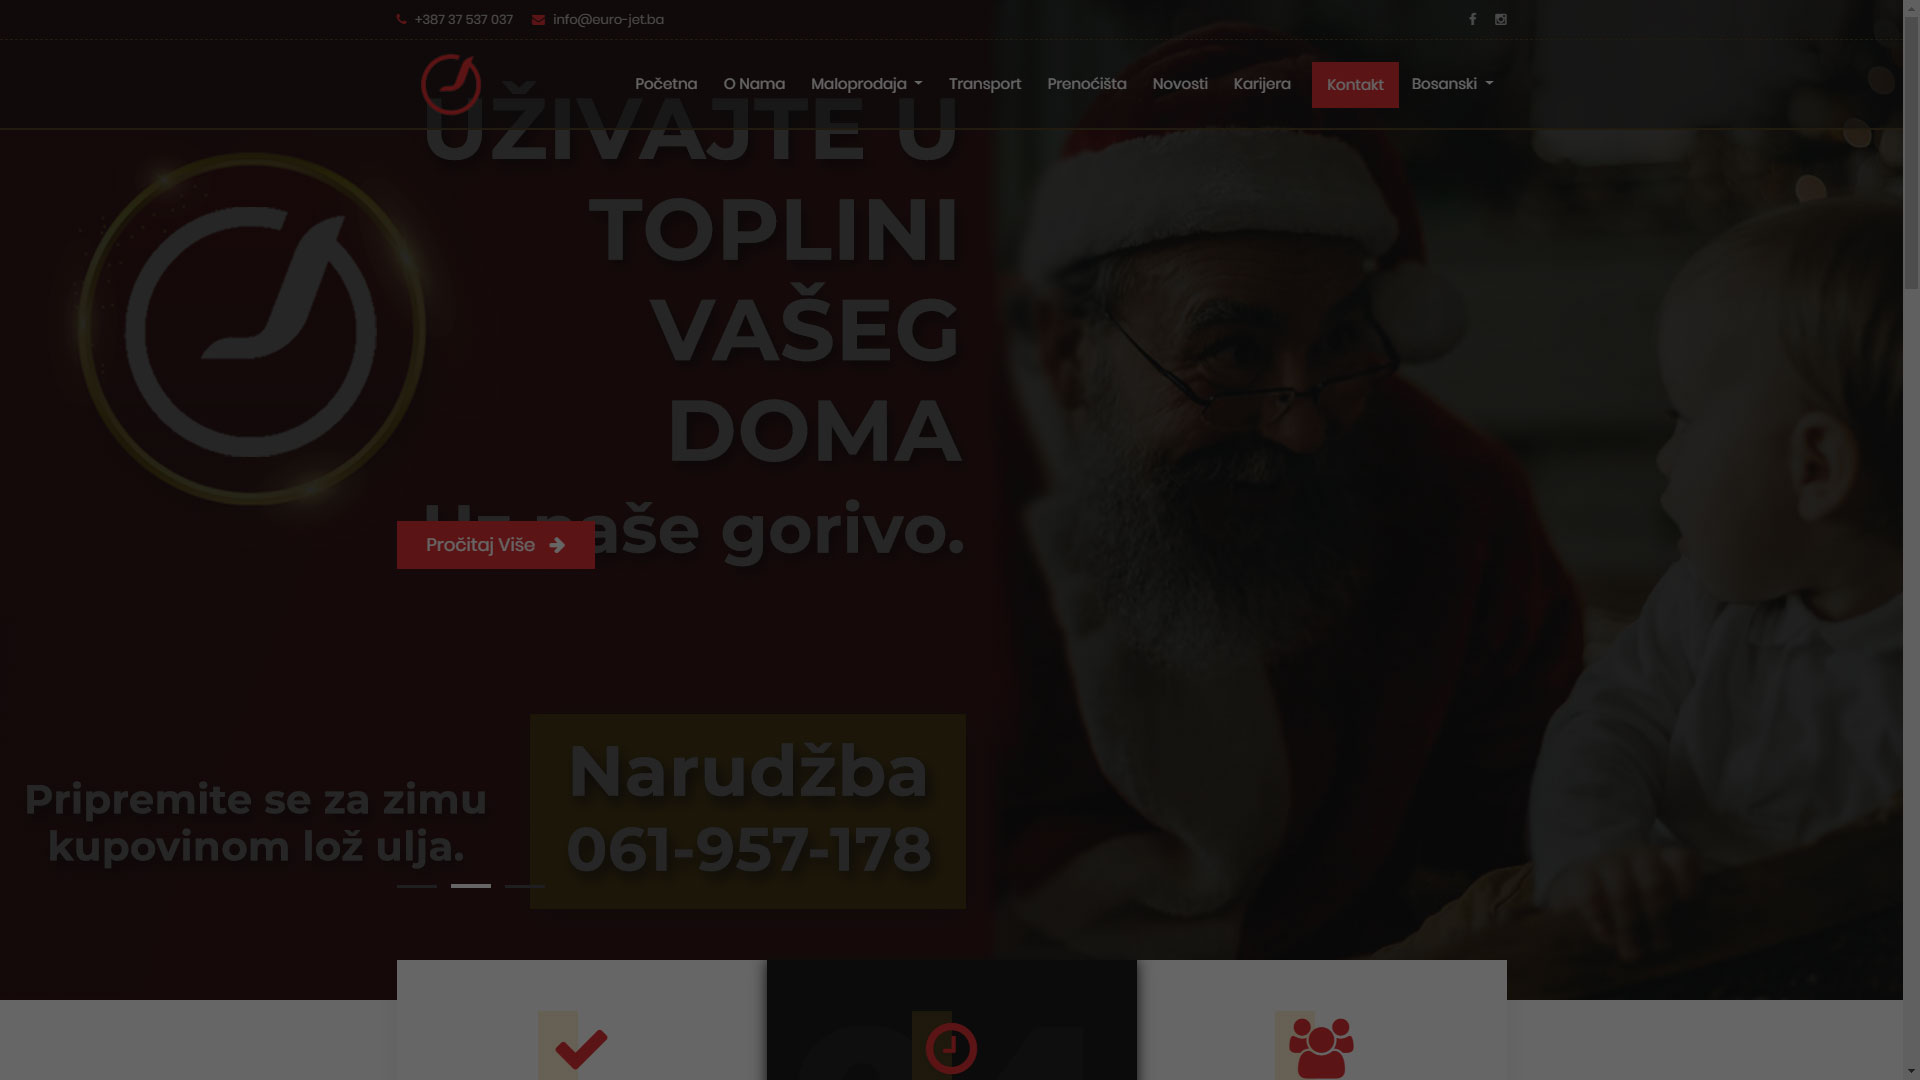 +387 37 537 037
info@euro-jet.ba
Početna
O Nama
Maloprodaja
Transport
Prenoćišta
Novosti
Karijera
Kontakt
Bosanski
UŽIVAJTE U
TOPLINI
VAŠEG
DOMA
Uz naše gorivo.
Pročitaj Više
Narudžba
061-957-178
Pripremite se za zimu
kupovinom lož ulja.